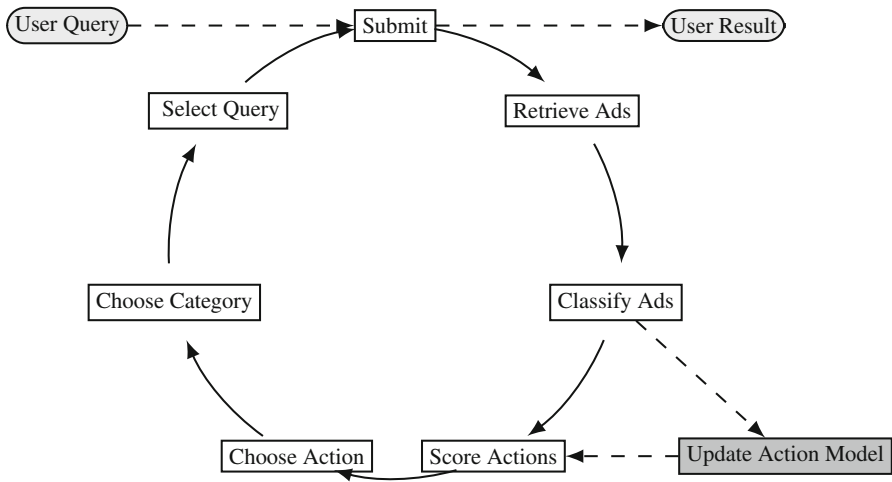 User Query
Submit
User Result
Select Query
Retrieve Ads
Choose Category
Classify Ads
Choose Action
Score Actions
Update Action Model